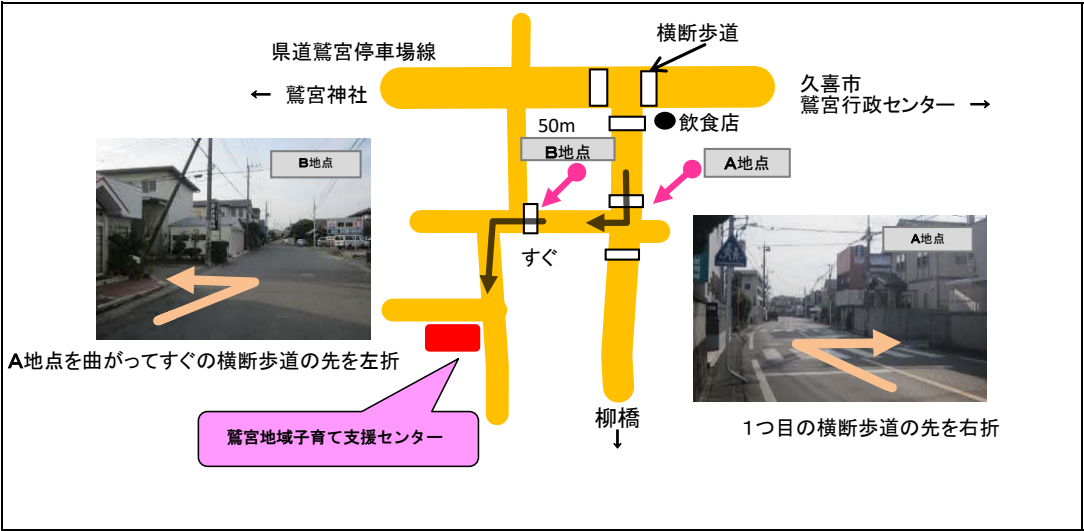 横断歩道
県道鷲宮停車場線
← 鷲宮神社
久喜市
鷲宮行政センター →
●飲食店
50m
B地点
A地点
B地点
A地点
すぐ
A地点を曲がってすぐの横断歩道の先を左折
鷲宮地域子育て支援センター
柳橋
↓
1つ目の横断歩道の先を右折